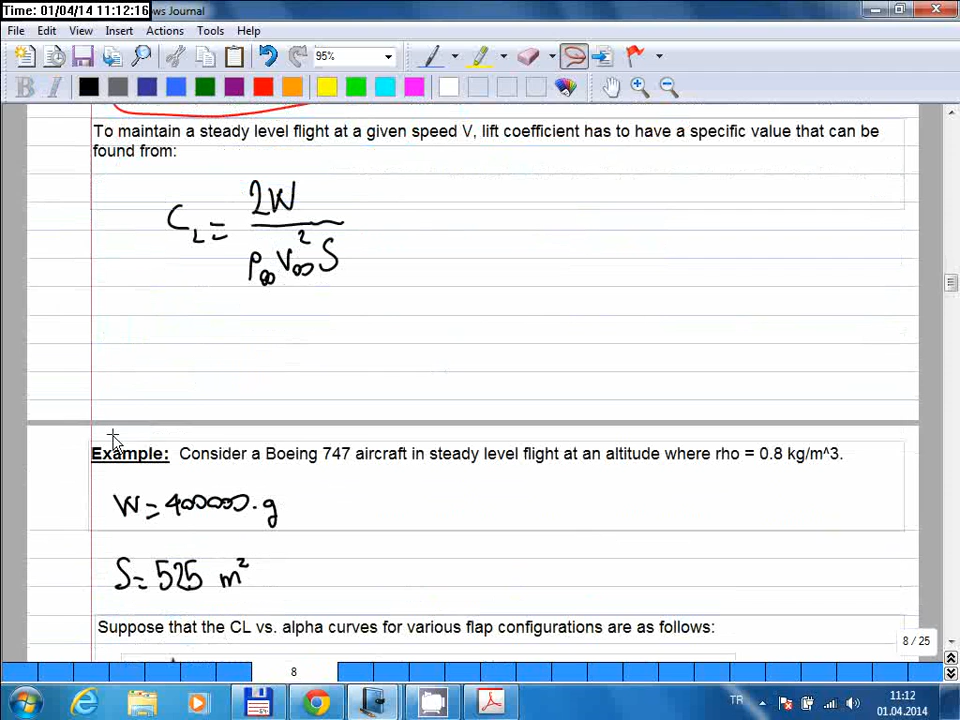 Time: 01/04/14 11:12:16
ws Journal
File Edit View Insert Actions Tools Help
95%
B I
To maintain a steady level flight at a given speed V, lift coefficient has to have a specific value that can be
found from:
C_L = 2W / ρ∞ V∞² S
Example: Consider a Boeing 747 aircraft in steady level flight at an altitude where rho = 0.8 kg/m^3.
W = 400000 . g
S = 525 m²
Suppose that the CL vs. alpha curves for various flap configurations are as follows:
8 / 25
8
TR
11:12
01.04.2014